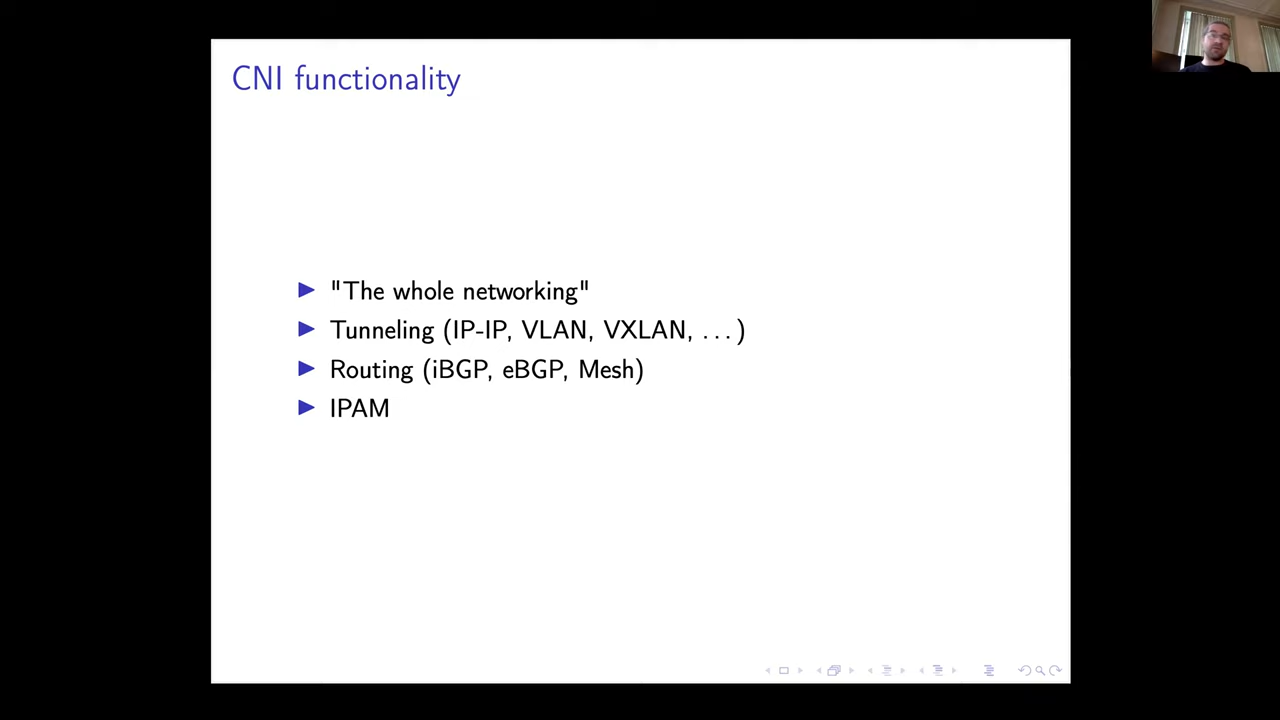 CNI functionality
"The whole networking"
Tunneling (IP-IP, VLAN, VXLAN, ...)
Routing (iBGP, eBGP, Mesh)
IPAM